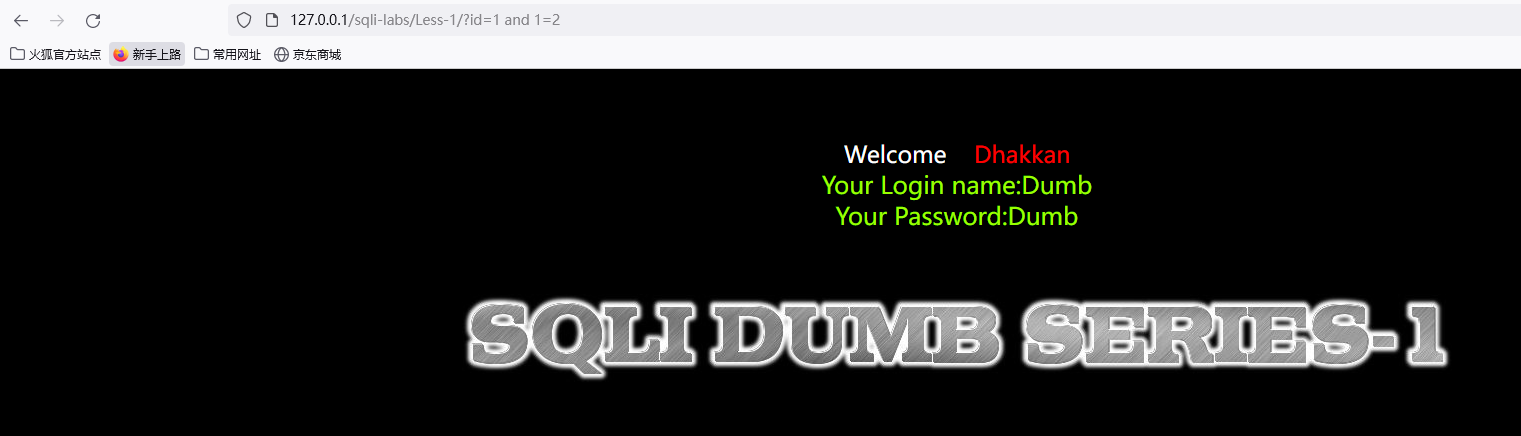 127.0.0.1/sqli-labs/Less-1/?id=1 and 1=2
火狐官方站点 新手上路 常用网址 京东商城
Welcome Dhakkan
Your Login name:Dumb
Your Password:Dumb
SQLI DUMB SERIES-1